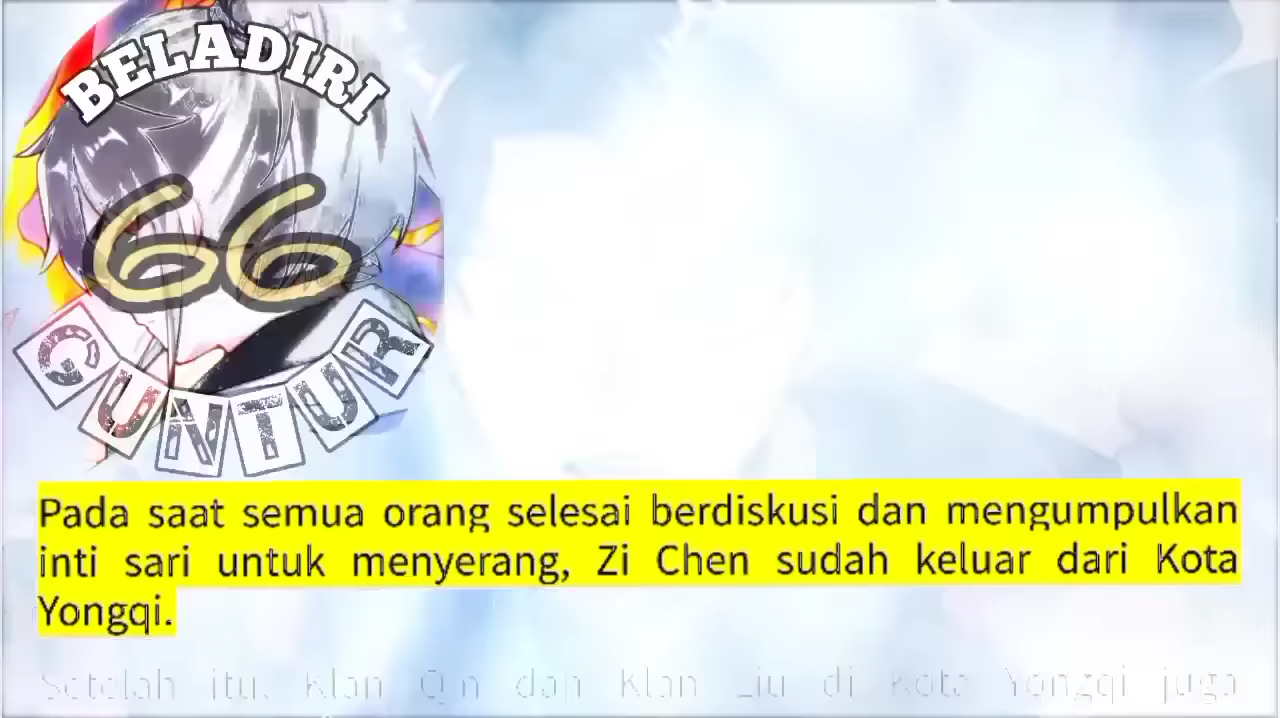 BELADIRI
66
GUNTUR
Pada saat semua orang selesai berdiskusi dan mengumpulkan
inti sari untuk menyerang, Zi Chen sudah keluar dari Kota
Yongqi.
Setelah itu, Klan Qin dan Klan Liu di Kota Yongqi juga